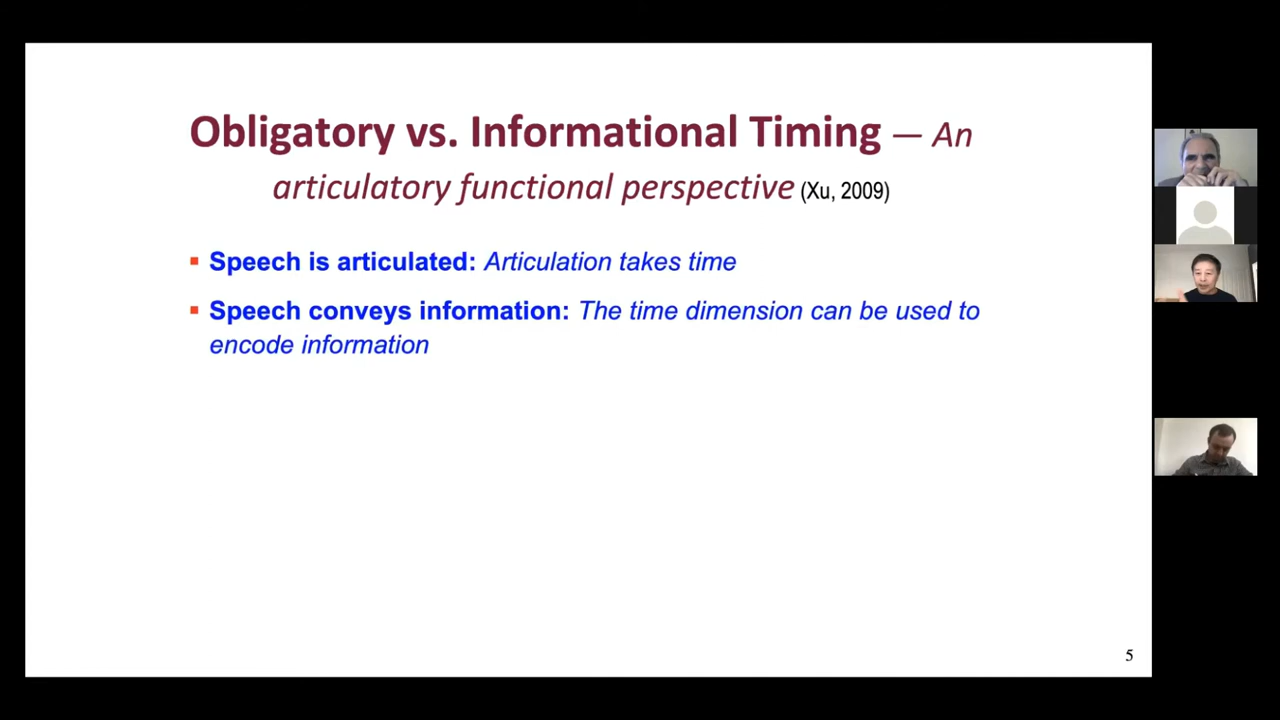 Obligatory vs. Informational Timing — An
articulatory functional perspective (Xu, 2009)
▪ Speech is articulated: Articulation takes time
▪ Speech conveys information: The time dimension can be used to
encode information
5